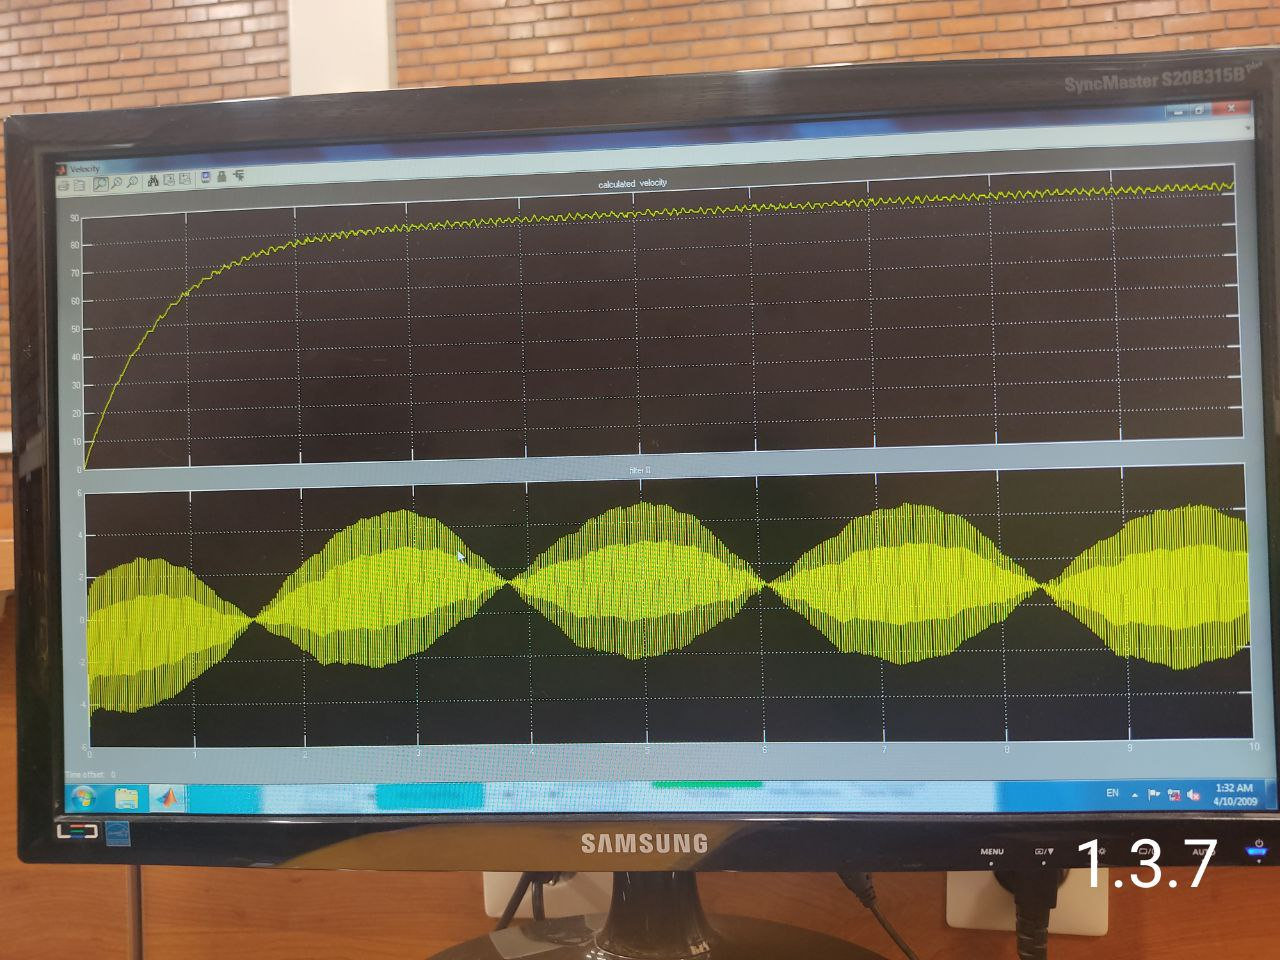 SyncMaster S20B315B plus
Velocity
calculated velocity
90
80
70
60
50
40
30
20
10
0
6
4
2
0
-2
-4
-6
0 1 2 3 4 5 6 7 8 9 10
Time offset: 0
EN
1:32 AM
4/10/2009
LED
SAMSUNG
MENU
1.3.7